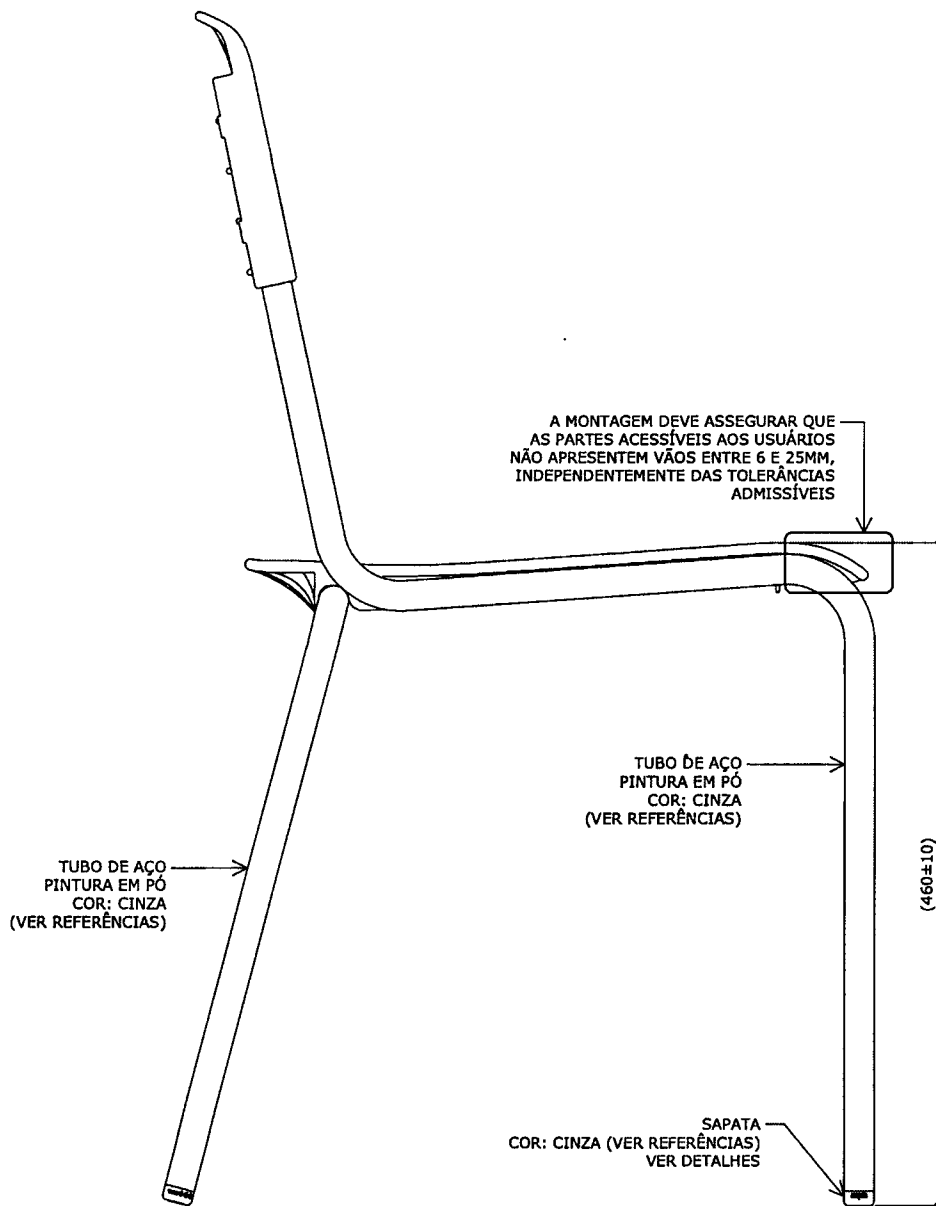 A MONTAGEM DEVE ASSEGURAR QUE
AS PARTES ACESSÍVEIS AOS USUÁRIOS
NÃO APRESENTEM VÃOS ENTRE 6 E 25MM,
INDEPENDENTEMENTE DAS TOLERÂNCIAS
ADMISSÍVEIS
TUBO DE AÇO
PINTURA EM PÓ
COR: CINZA
(VER REFERÊNCIAS)
TUBO DE AÇO
PINTURA EM PÓ
COR: CINZA
(VER REFERÊNCIAS)
(460±10)
SAPATA
COR: CINZA (VER REFERÊNCIAS)
VER DETALHES